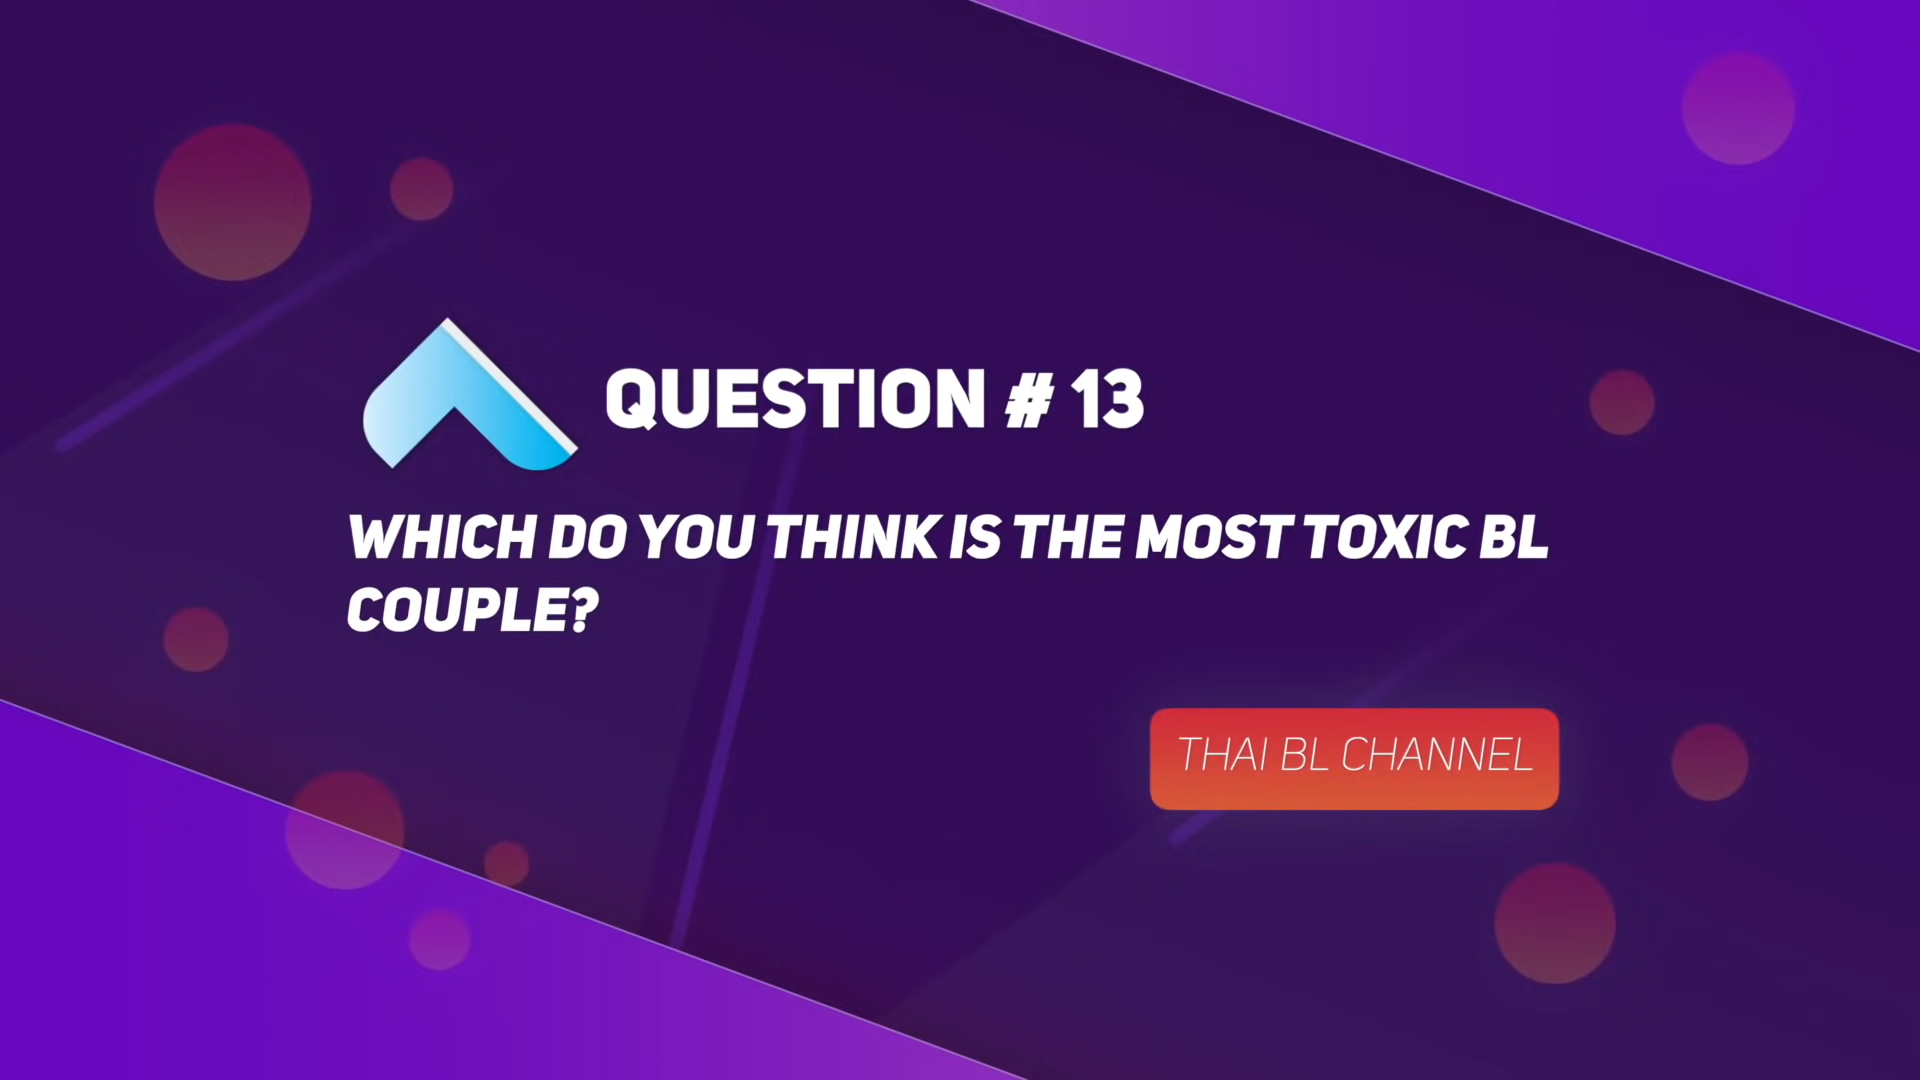 QUESTION # 13
WHICH DO YOU THINK IS THE MOST TOXIC BL
COUPLE?
THAI BL CHANNEL